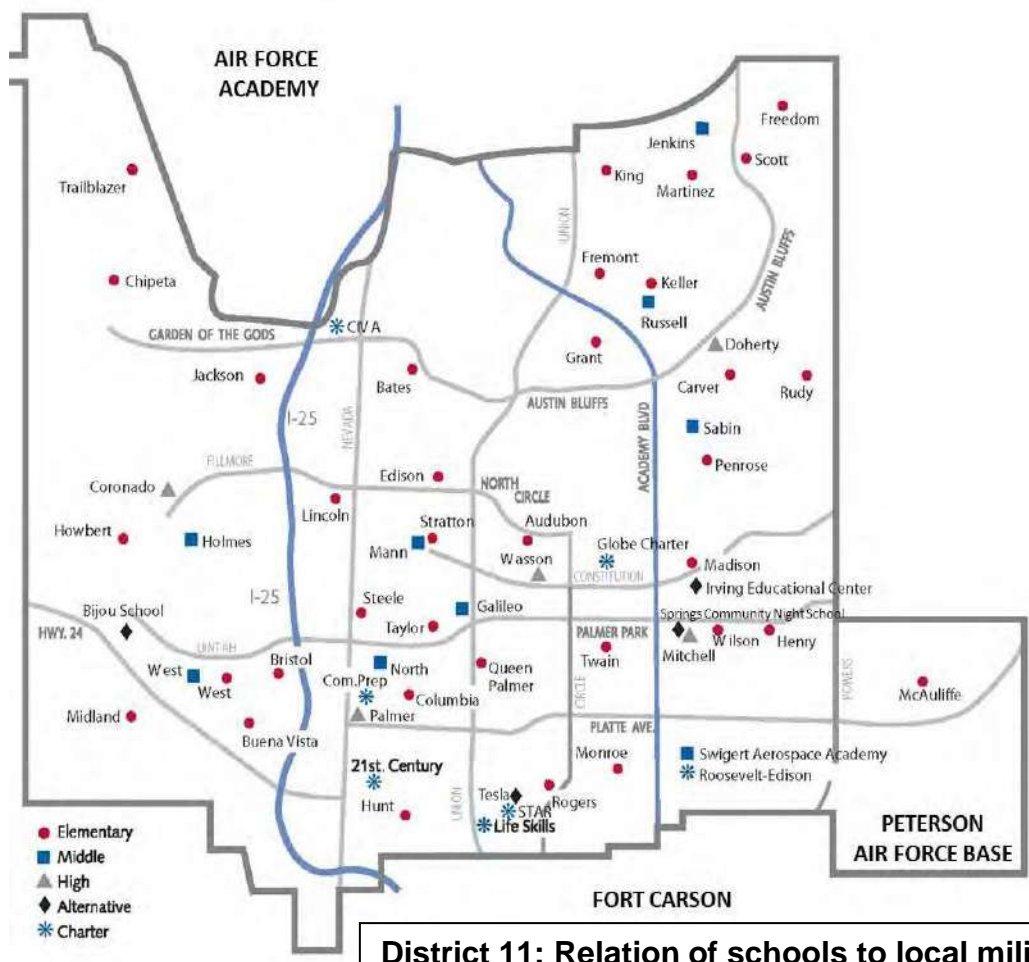 AIR FORCE
ACADEMY
Freedom
Jenkins
Scott
Trailblazer
King
Martinez
UNION
AUSTIN BLUFFS
Fremont
Chipeta
Keller
Russell
CIVA
GARDEN OF THE GODS
Grant
Doherty
Jackson
Bates
Carver
Rudy
AUSTIN BLUFFS
I-25
NEVADA
ACADEMY BLVD
Sabin
FILLMORE
Edison
Penrose
Coronado
NORTH
CIRCLE
Lincoln
Howbert
Stratton
Audubon
Holmes
Mann
Wasson
Globe Charter
Madison
CONSTITUTION
Irving Educational Center
I-25
Steele
Galileo
Bijou School
Springs Community Night School
HWY. 24
UINTAH
Taylor
PALMER PARK
Mitchell
Wilson
Henry
West
West
Bristol
North
Com.Prep
Queen
Palmer
Twain
CIRCLE
POWERS
McAuliffe
Columbia
Midland
Palmer
Buena Vista
PLATTE AVE.
Monroe
Swigert Aerospace Academy
21st. Century
Roosevelt-Edison
Hunt
UNION
Tesla
Rogers
STAR
Life Skills
PETERSON
AIR FORCE BASE
Elementary
Middle
High
Alternative
Charter
FORT CARSON
District 11: Relation of schools to local mili